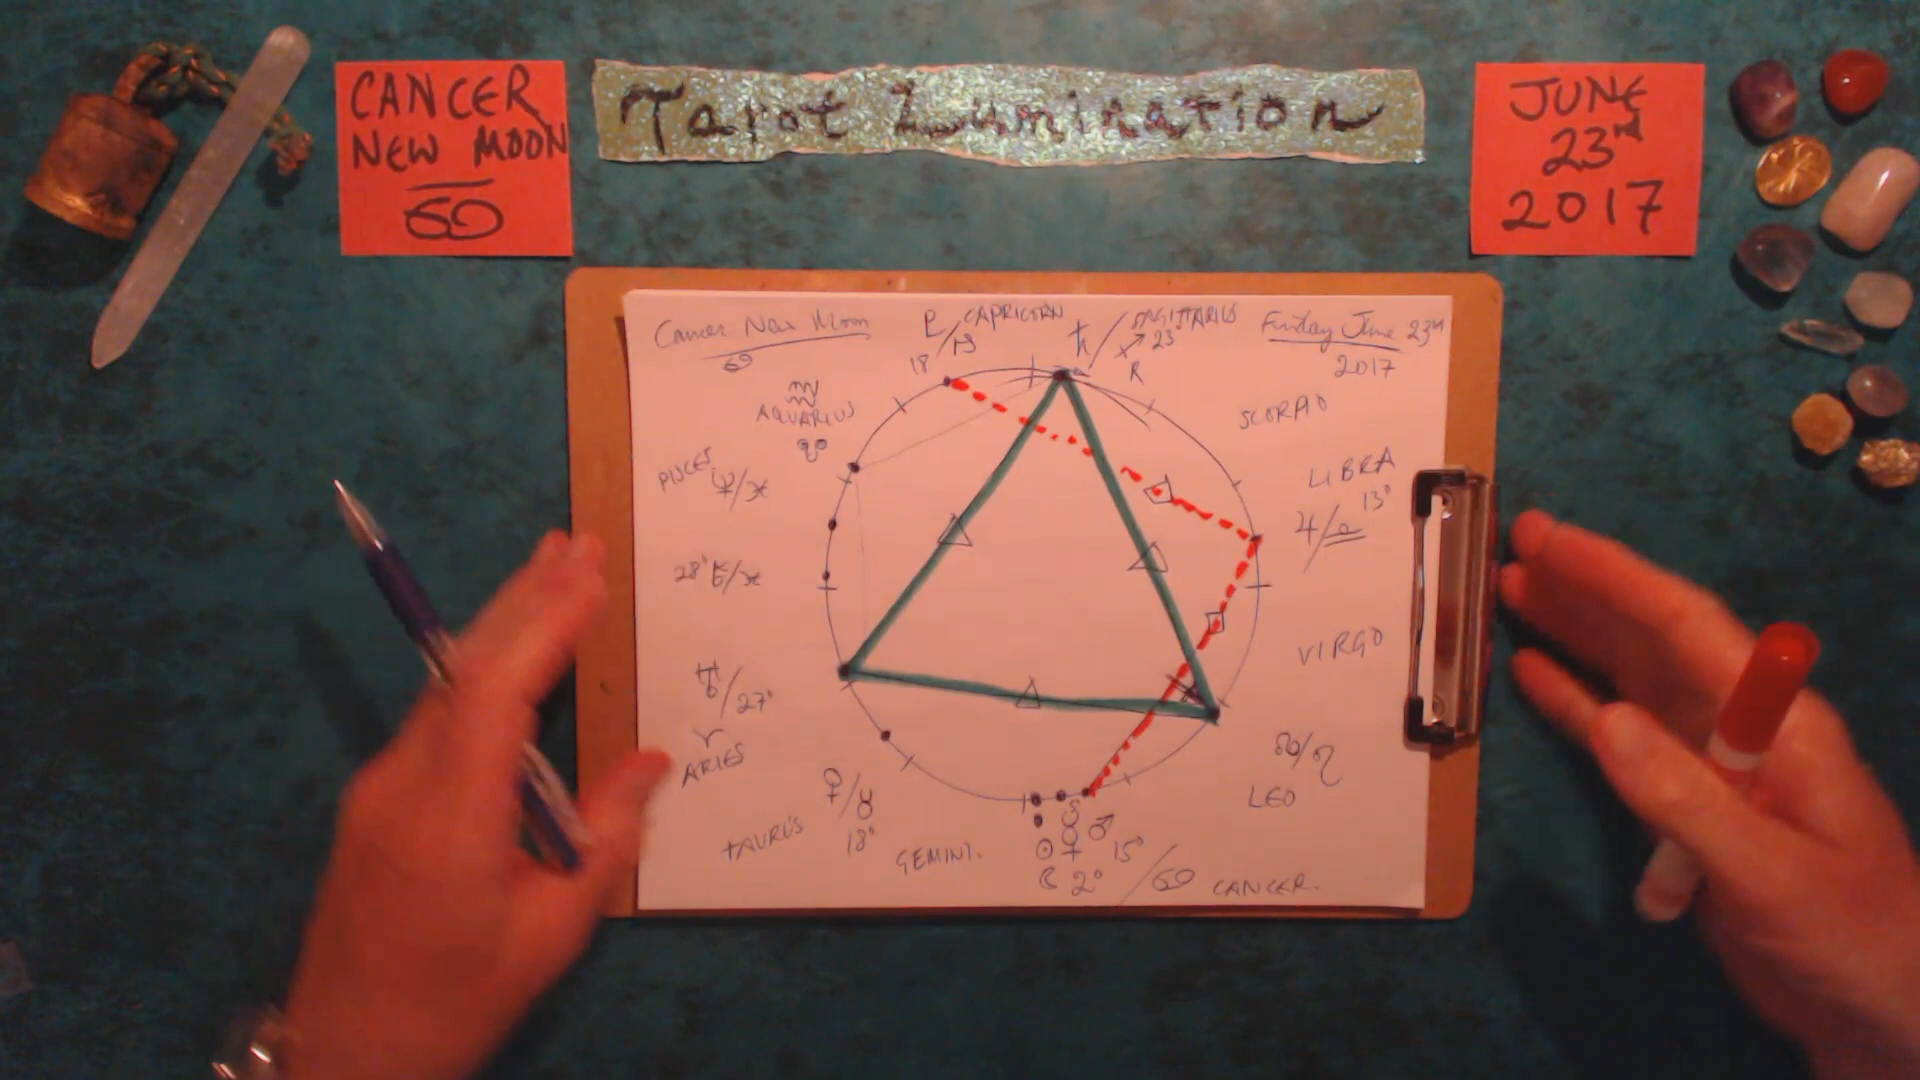 CANCER
NEW MOON
♋
Tarot Lumination
JUNE
23rd
2017
Cancer New Moon
♋
Friday June 23rd
2017
CAPRICORN
18 P/♑
SAGITTARIUS
♄/♐ 23°
R
AQUARIUS
♒
SCORPIO
PISCES
♆/♓
LIBRA
13°
♃/♎
28° ⚷/♓
VIRGO
♅/27°
♈
ARIES
☊/♌
LEO
♀/♉
18°
TAURUS
GEMINI.
☿ ♂
☉ 15°
☾ 2° /♋ CANCER.